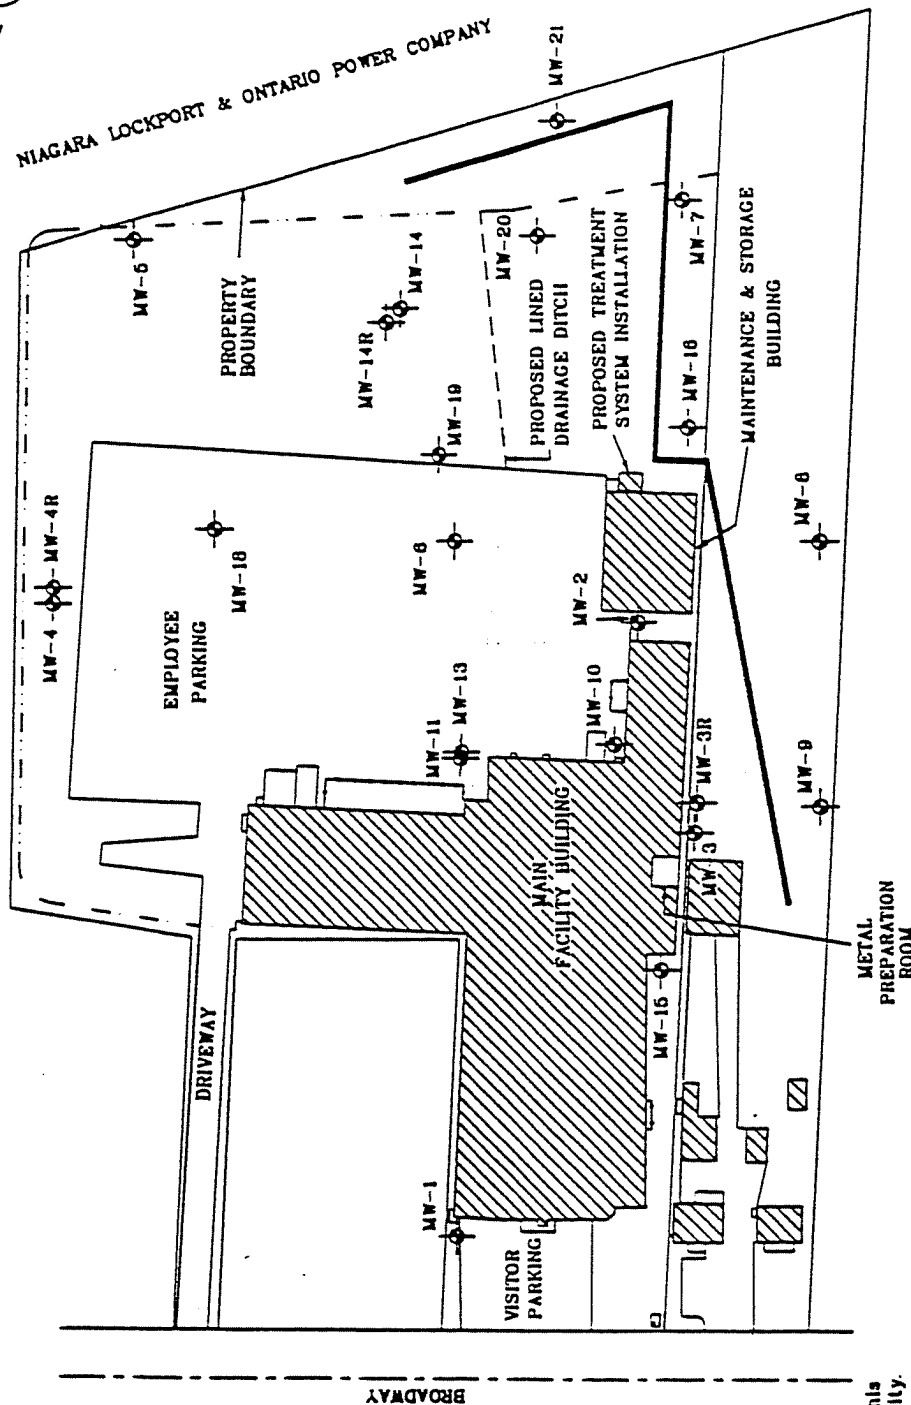 NIAGARA LOCKPORT & ONTARIO POWER COMPANY
MW-21
MW-5
PROPERTY
BOUNDARY
MW-14
MW-14R
MW-20
MW-7
PROPOSED LINED
DRAINAGE DITCH
PROPOSED TREATMENT
SYSTEM INSTALLATION
MW-19
MW-16
MAINTENANCE & STORAGE
BUILDING
MW-4R
MW-4
MW-18
MW-6
MW-8
MW-2
EMPLOYEE
PARKING
MW-13
MW-11
MW-10
MW-3R
MW-3
MW-9
MAIN
FACILITY BUILDING
METAL
PREPARATION
ROOM
MW-15
DRIVEWAY
MW-1
VISITOR
PARKING
BROADWAY